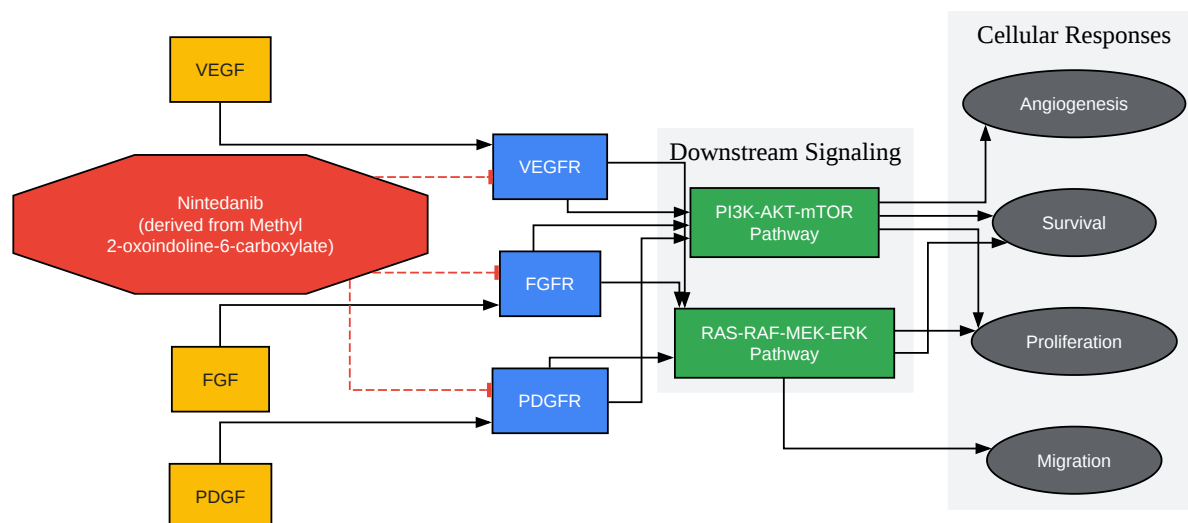 Cellular Responses
VEGF
Angiogenesis
Downstream Signaling
VEGFR
Nintedanib
(derived from Methyl
2-oxoindoline-6-carboxylate)
PI3K-AKT-mTOR
Pathway
Survival
FGFR
RAS-RAF-MEK-ERK
Pathway
Proliferation
FGF
PDGFR
Migration
PDGF